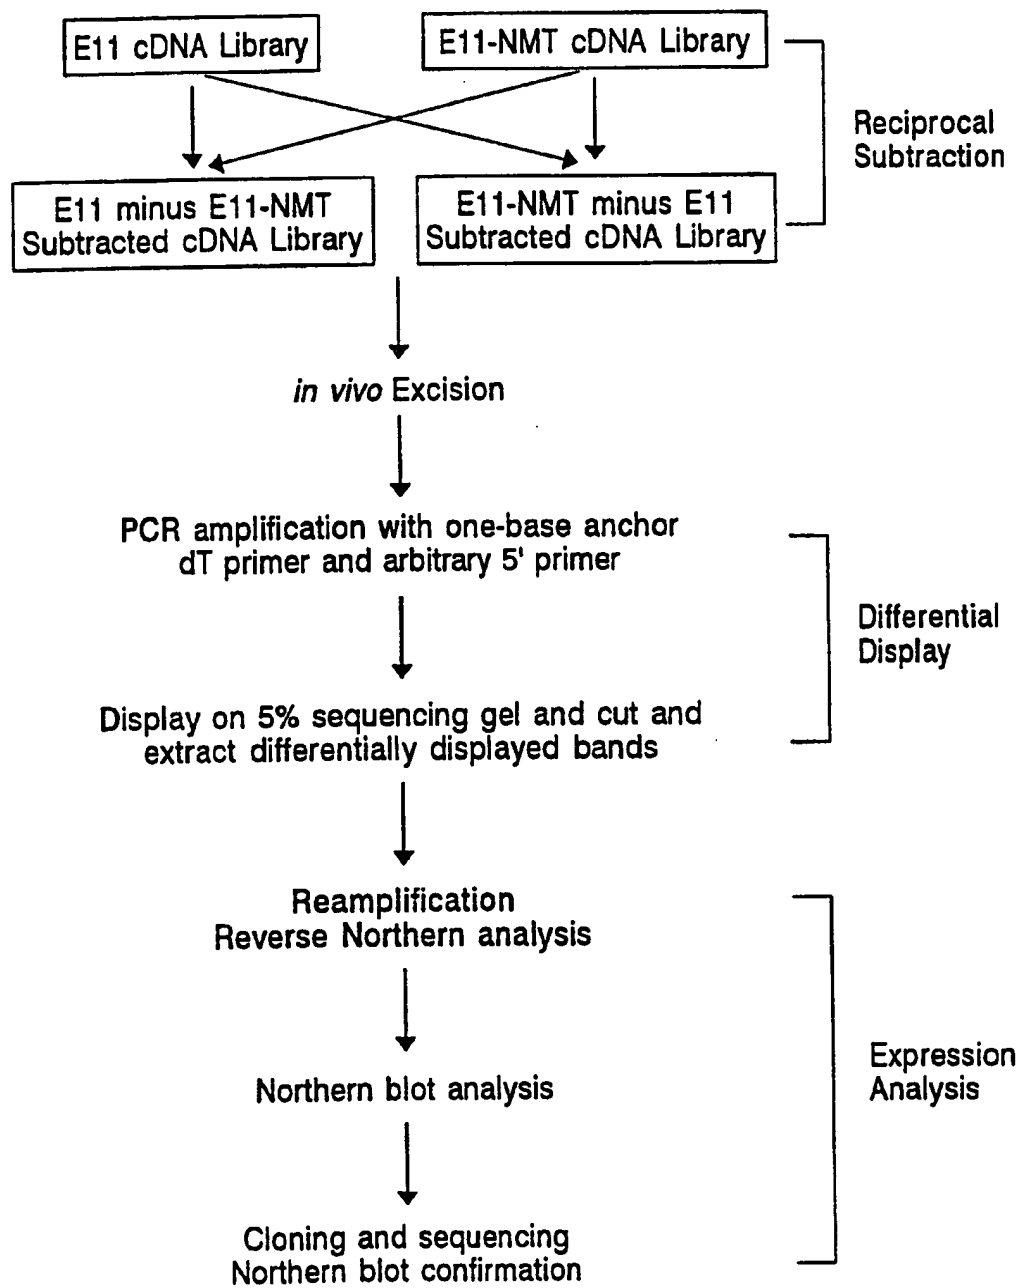 E11 cDNA Library
E11-NMT cDNA Library
Reciprocal
Subtraction
E11 minus E11-NMT
Subtracted cDNA Library
E11-NMT minus E11
Subtracted cDNA Library
in vivo Excision
PCR amplification with one-base anchor
dT primer and arbitrary 5' primer
Differential
Display
Display on 5% sequencing gel and cut and
extract differentially displayed bands
Reamplification
Reverse Northern analysis
Northern blot analysis
Expression
Analysis
Cloning and sequencing
Northern blot confirmation